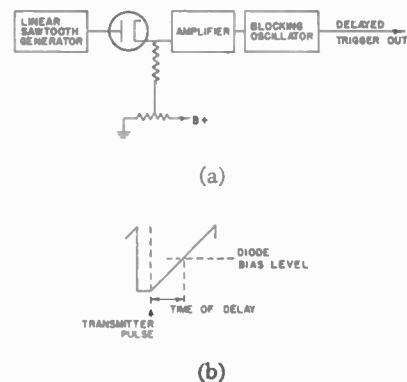 LINEAR
SAWTOOTH
GENERATOR
AMPLIFIER
BLOCKING
OSCILLATOR
DELAYED
TRIGGER OUT
B+
(a)
DIODE
BIAS LEVEL
TIME OF DELAY
TRANSMITTER
PULSE
(b)